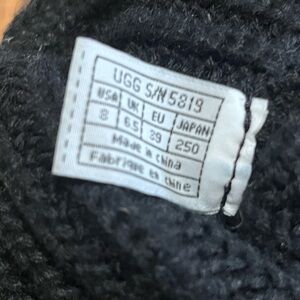 UGG S/N 5819
USA UK EU JAPAN
8 6.5 39 250
Made in China
Fabriqué en Chine